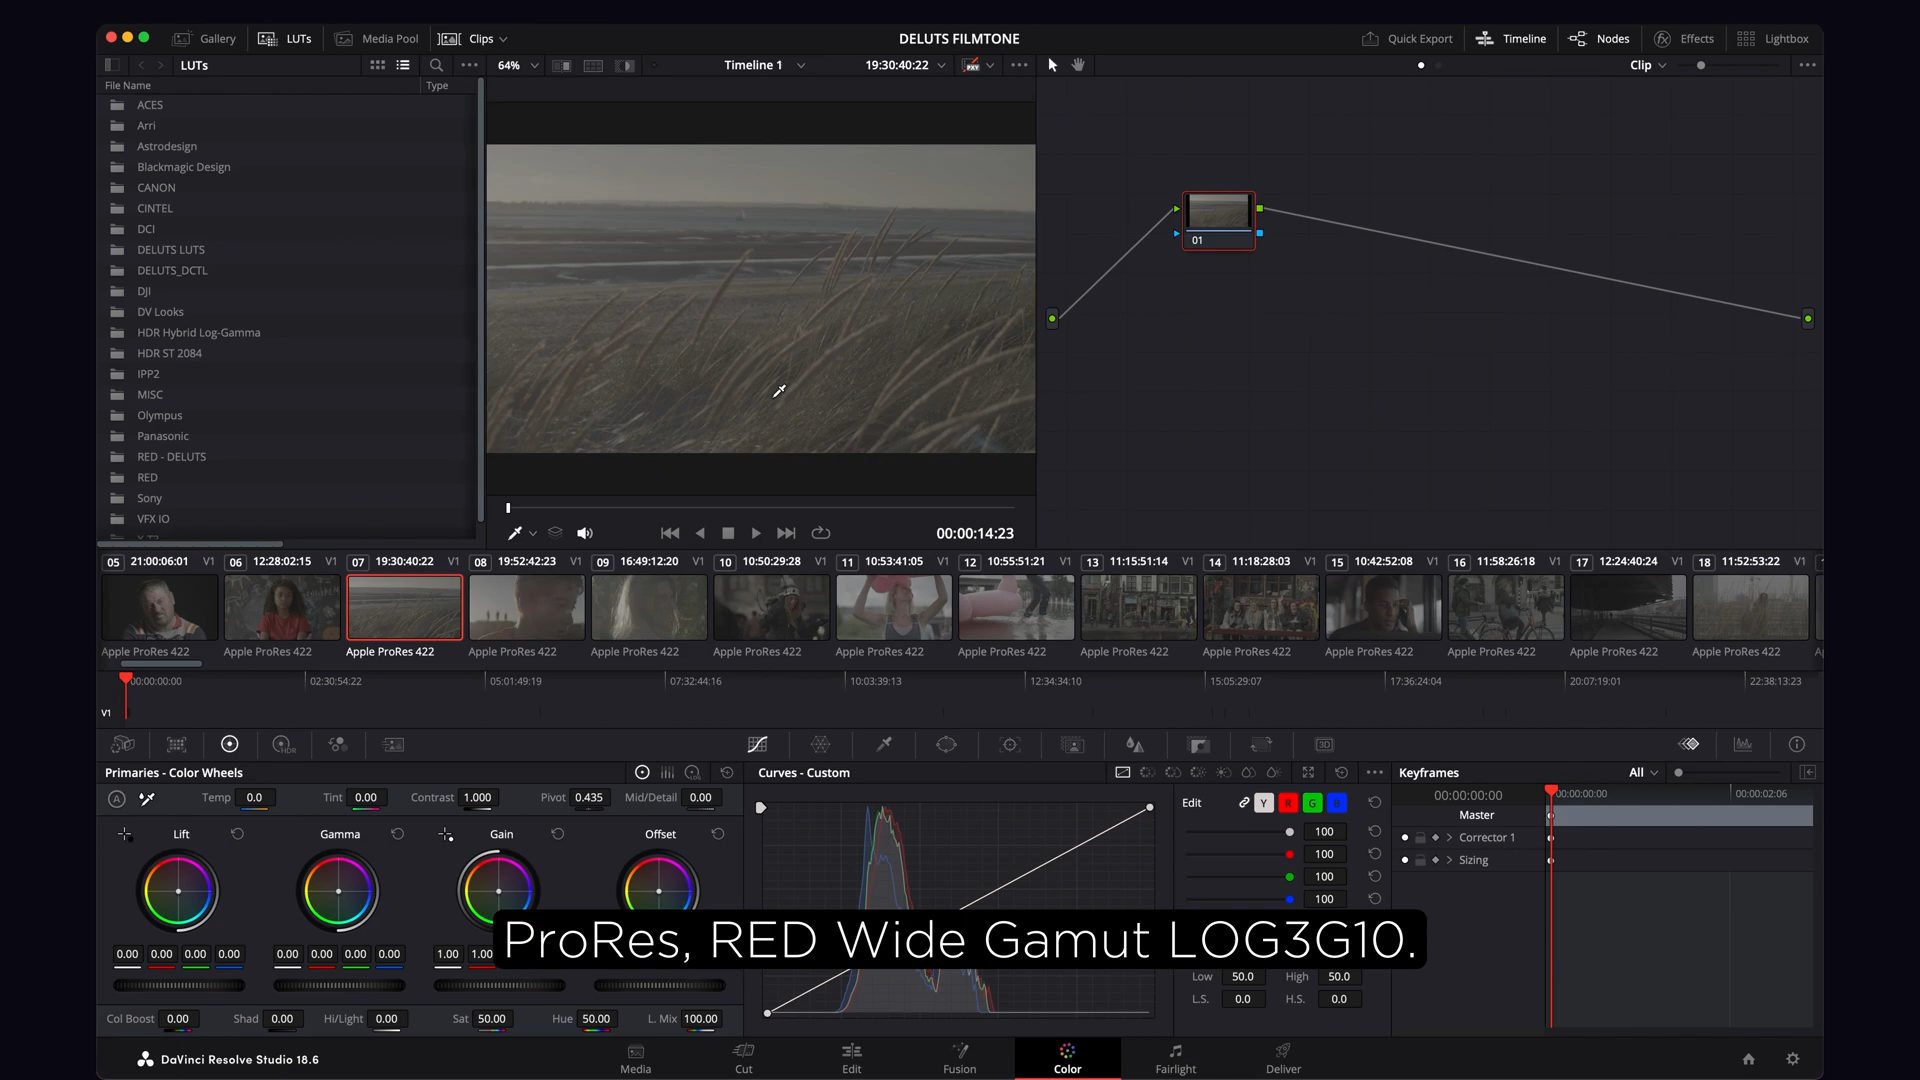 Gallery LUTs Media Pool Clips DELUTS FILMTONE Quick Export Timeline Nodes Effects Lightbox
LUTs 64% Timeline 1 19:30:40:22 Clip
File Name Type
ACES
Arri
Astrodesign
Blackmagic Design
CANON
CINTEL
DCI
DELUTS LUTS
DELUTS_DCTL
DJI
DV Looks
HDR Hybrid Log-Gamma
HDR ST 2084
IPP2
MISC
Olympus
Panasonic
RED - DELUTS
RED
Sony
VFX IO
01
00:00:14:23
05 21:00:06:01 V1 06 12:28:02:15 V1 07 19:30:40:22 V1 08 19:52:42:23 V1 09 16:49:12:20 V1 10 10:50:29:28 V1 11 10:53:41:05 V1 12 10:55:51:21 V1 13 11:15:51:14 V1 14 11:18:28:03 V1 15 10:42:52:08 V1 16 11:58:26:18 V1 17 12:24:40:24 V1 18 11:52:53:22 V1
Apple ProRes 422 Apple ProRes 422 Apple ProRes 422 Apple ProRes 422 Apple ProRes 422 Apple ProRes 422 Apple ProRes 422 Apple ProRes 422 Apple ProRes 422 Apple ProRes 422 Apple ProRes 422 Apple ProRes 422 Apple ProRes 422 Apple ProRes 422
00:00:00:00 02:30:54:22 05:01:49:19 07:32:44:16 10:03:39:13 12:34:34:10 15:05:29:07 17:36:24:04 20:07:19:01 22:38:13:23
V1
HDR 3D
Primaries - Color Wheels LOG Curves - Custom Keyframes All
Temp 0.0 Tint 0.00 Contrast 1.000 Pivot 0.435 Mid/Detail 0.00 Edit Y R G B 00:00:00:00 00:00:00:00 00:00:02:06
Master
Lift Gamma Gain Offset 100 Corrector 1
100 Sizing
100
100
ProRes, RED Wide Gamut LOG3G10.
0.00 0.00 0.00 0.00 0.00 0.00 0.00 0.00 1.00
Low 50.0 High 50.0
L.S. 0.0 H.S. 0.0
Col Boost 0.00 Shad 0.00 Hi/Light 0.00 Sat 50.00 Hue 50.00 L. Mix 100.00
DaVinci Resolve Studio 18.6 Media Cut Edit Fusion Color Fairlight Deliver